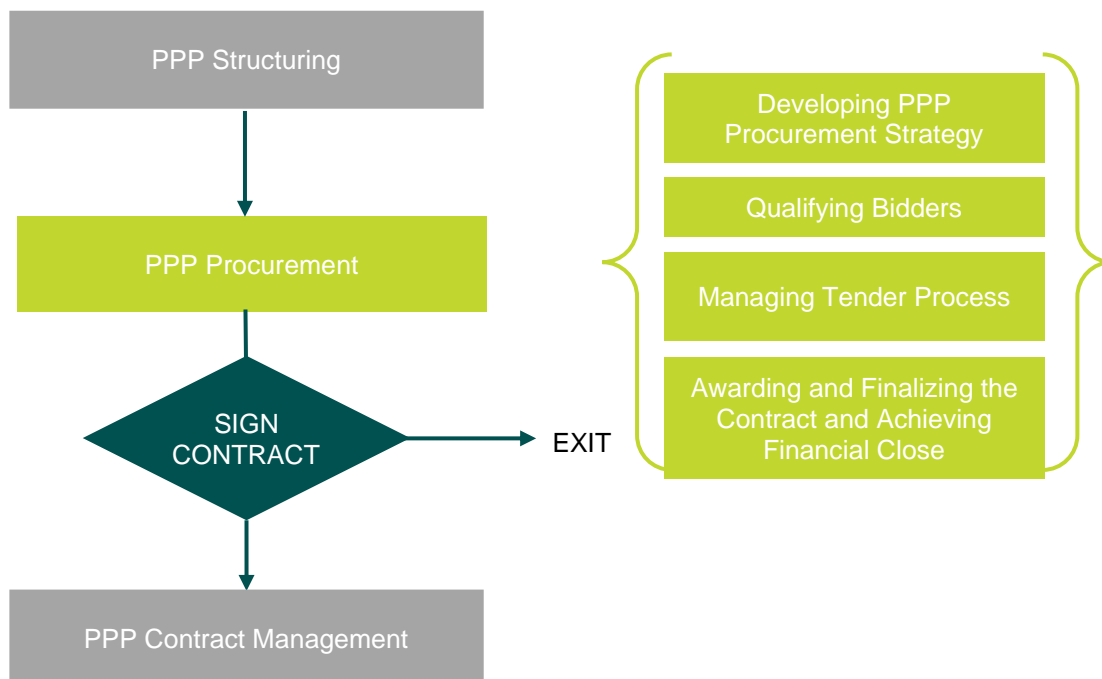 PPP Structuring
PPP Procurement
SIGN
CONTRACT
EXIT
PPP Contract Management
Developing PPP
Procurement Strategy
Qualifying Bidders
Managing Tender Process
Awarding and Finalizing the
Contract and Achieving
Financial Close